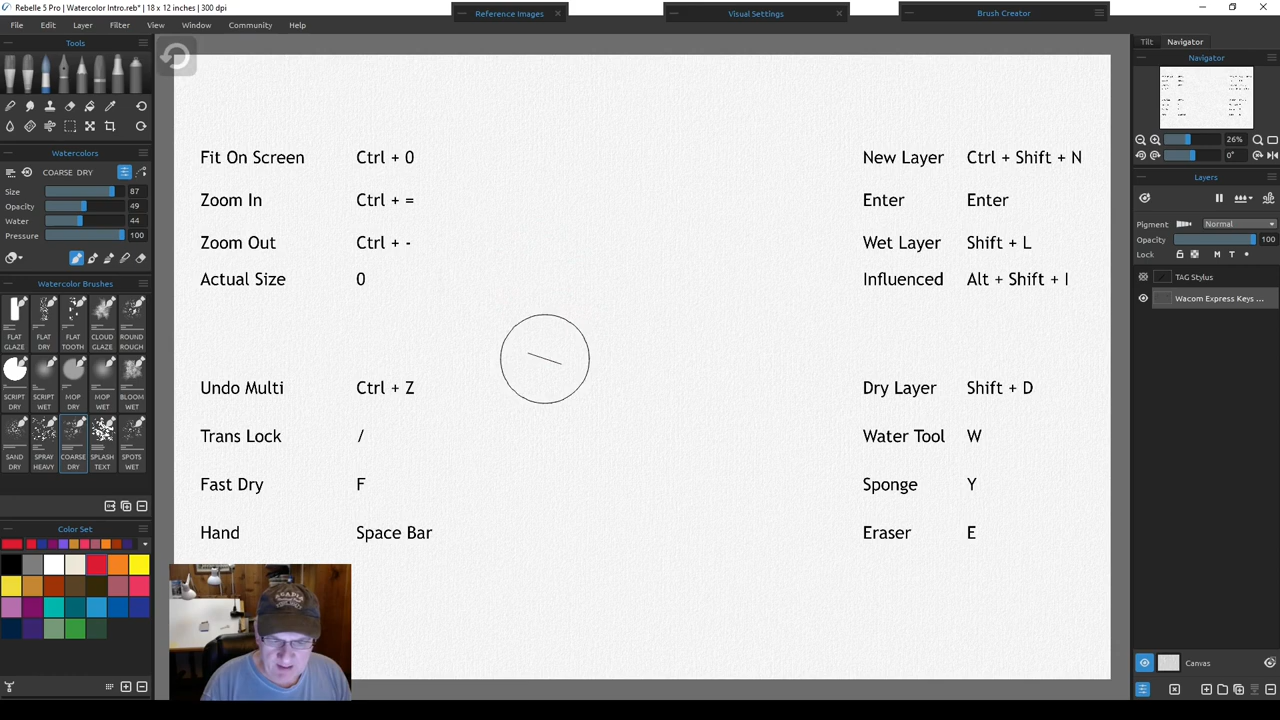 Rebelle 5 Pro | Watercolor Intro.reb* | 18 x 12 inches | 300 dpi
Reference Images
Visual Settings
Brush Creator
File Edit Layer Filter View Window Community Help
Tools
Tilt Navigator
Navigator
26%
0°
Watercolors
COARSE DRY
Size 87
Opacity 49
Water 44
Pressure 100
Watercolor Brushes
FLAT GLAZE
FLAT DRY
FLAT TOOTH
CLOUD GLAZE
ROUND ROUGH
SCRIPT DRY
SCRIPT WET
MOP DRY
MOP WET
BLOOM WET
SAND DRY
SPRAY HEAVY
COARSE DRY
SPLASH TEXT
SPOTS WET
Color Set
Fit On Screen Ctrl + 0
Zoom In Ctrl + =
Zoom Out Ctrl + -
Actual Size 0
Undo Multi Ctrl + Z
Trans Lock /
Fast Dry F
Hand Space Bar
New Layer Ctrl + Shift + N
Enter Enter
Wet Layer Shift + L
Influenced Alt + Shift + I
Dry Layer Shift + D
Water Tool W
Sponge Y
Eraser E
Layers
Pigment Normal
Opacity 100
Lock M T
TAG Stylus
Wacom Express Keys ...
Canvas